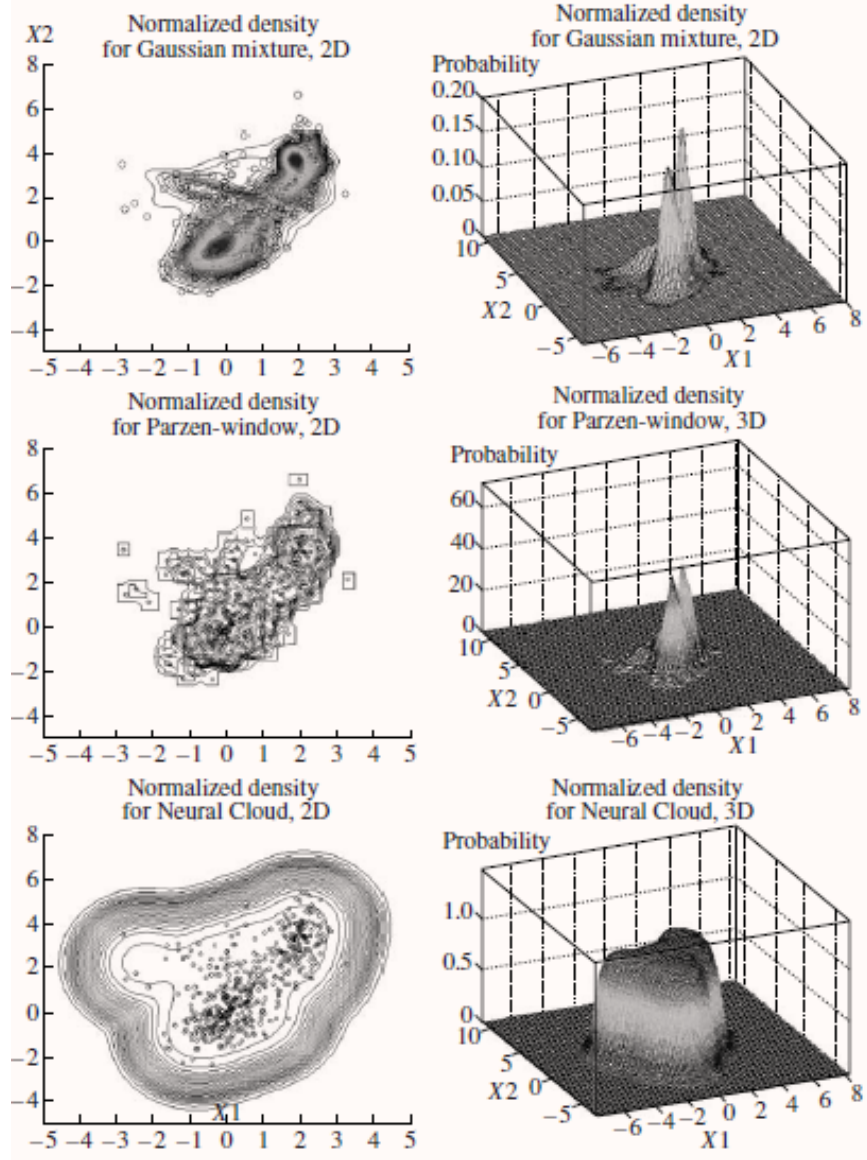 Normalized density
for Gaussian mixture, 2D
X2
8
6
4
2
0
−2
−4
−5 −4 −3 −2 −1 0 1 2 3 4 5
Normalized density
for Gaussian mixture, 2D
Probability
0.20
0.15
0.10
0.05
0
10
5
X2 0
−5
−6 −4 −2 0 2 4 6 8
X1
Normalized density
for Parzen-window, 2D
8
6
4
2
0
−2
−4
−5 −4 −3 −2 −1 0 1 2 3 4 5
Normalized density
for Parzen-window, 3D
Probability
60
40
20
0
10
5
X2 0
−5
−6 −4 −2 0 2 4 6 8
X1
Normalized density
for Neural Cloud, 2D
8
6
4
2
0
−2
−4
X1
−5 −4 −3 −2 −1 0 1 2 3 4 5
Normalized density
for Neural Cloud, 3D
Probability
1.0
0.5
0
10
5
X2 0
−5
−6 −4 −2 0 2 4 6 8
X1